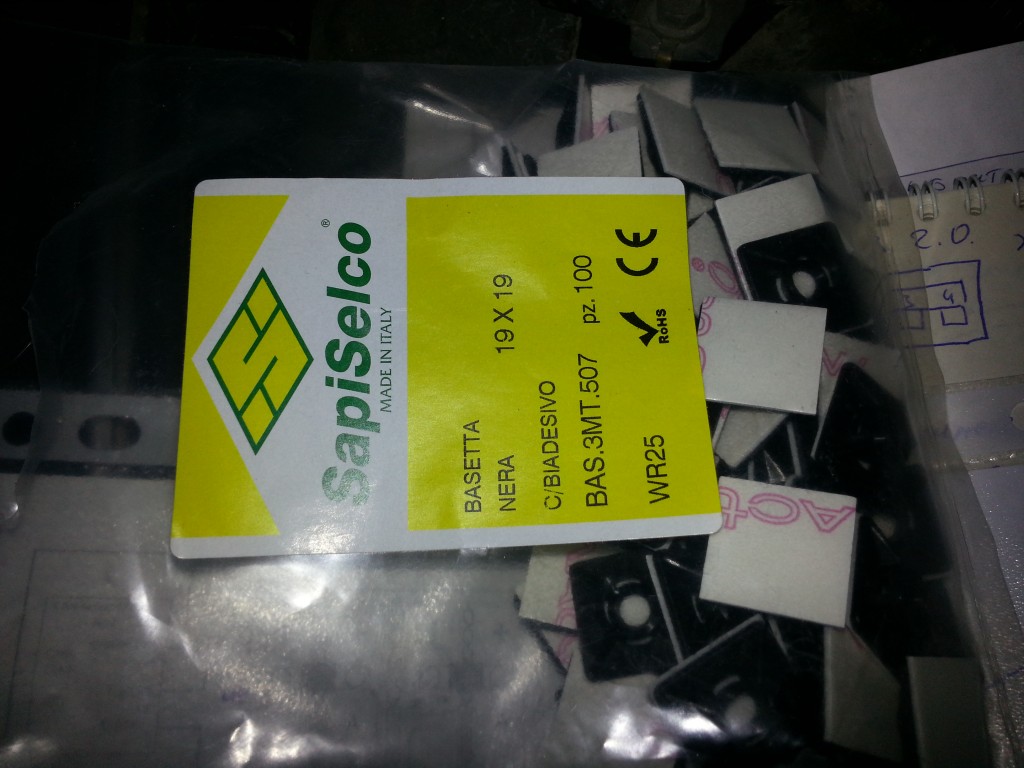 SapiSelco®
MADE IN ITALY
BASETTA
NERA 19 X 19
C/BIADESIVO
BAS.3MT.507 pz. 100
WR25 RoHS CE
Act
2.0.